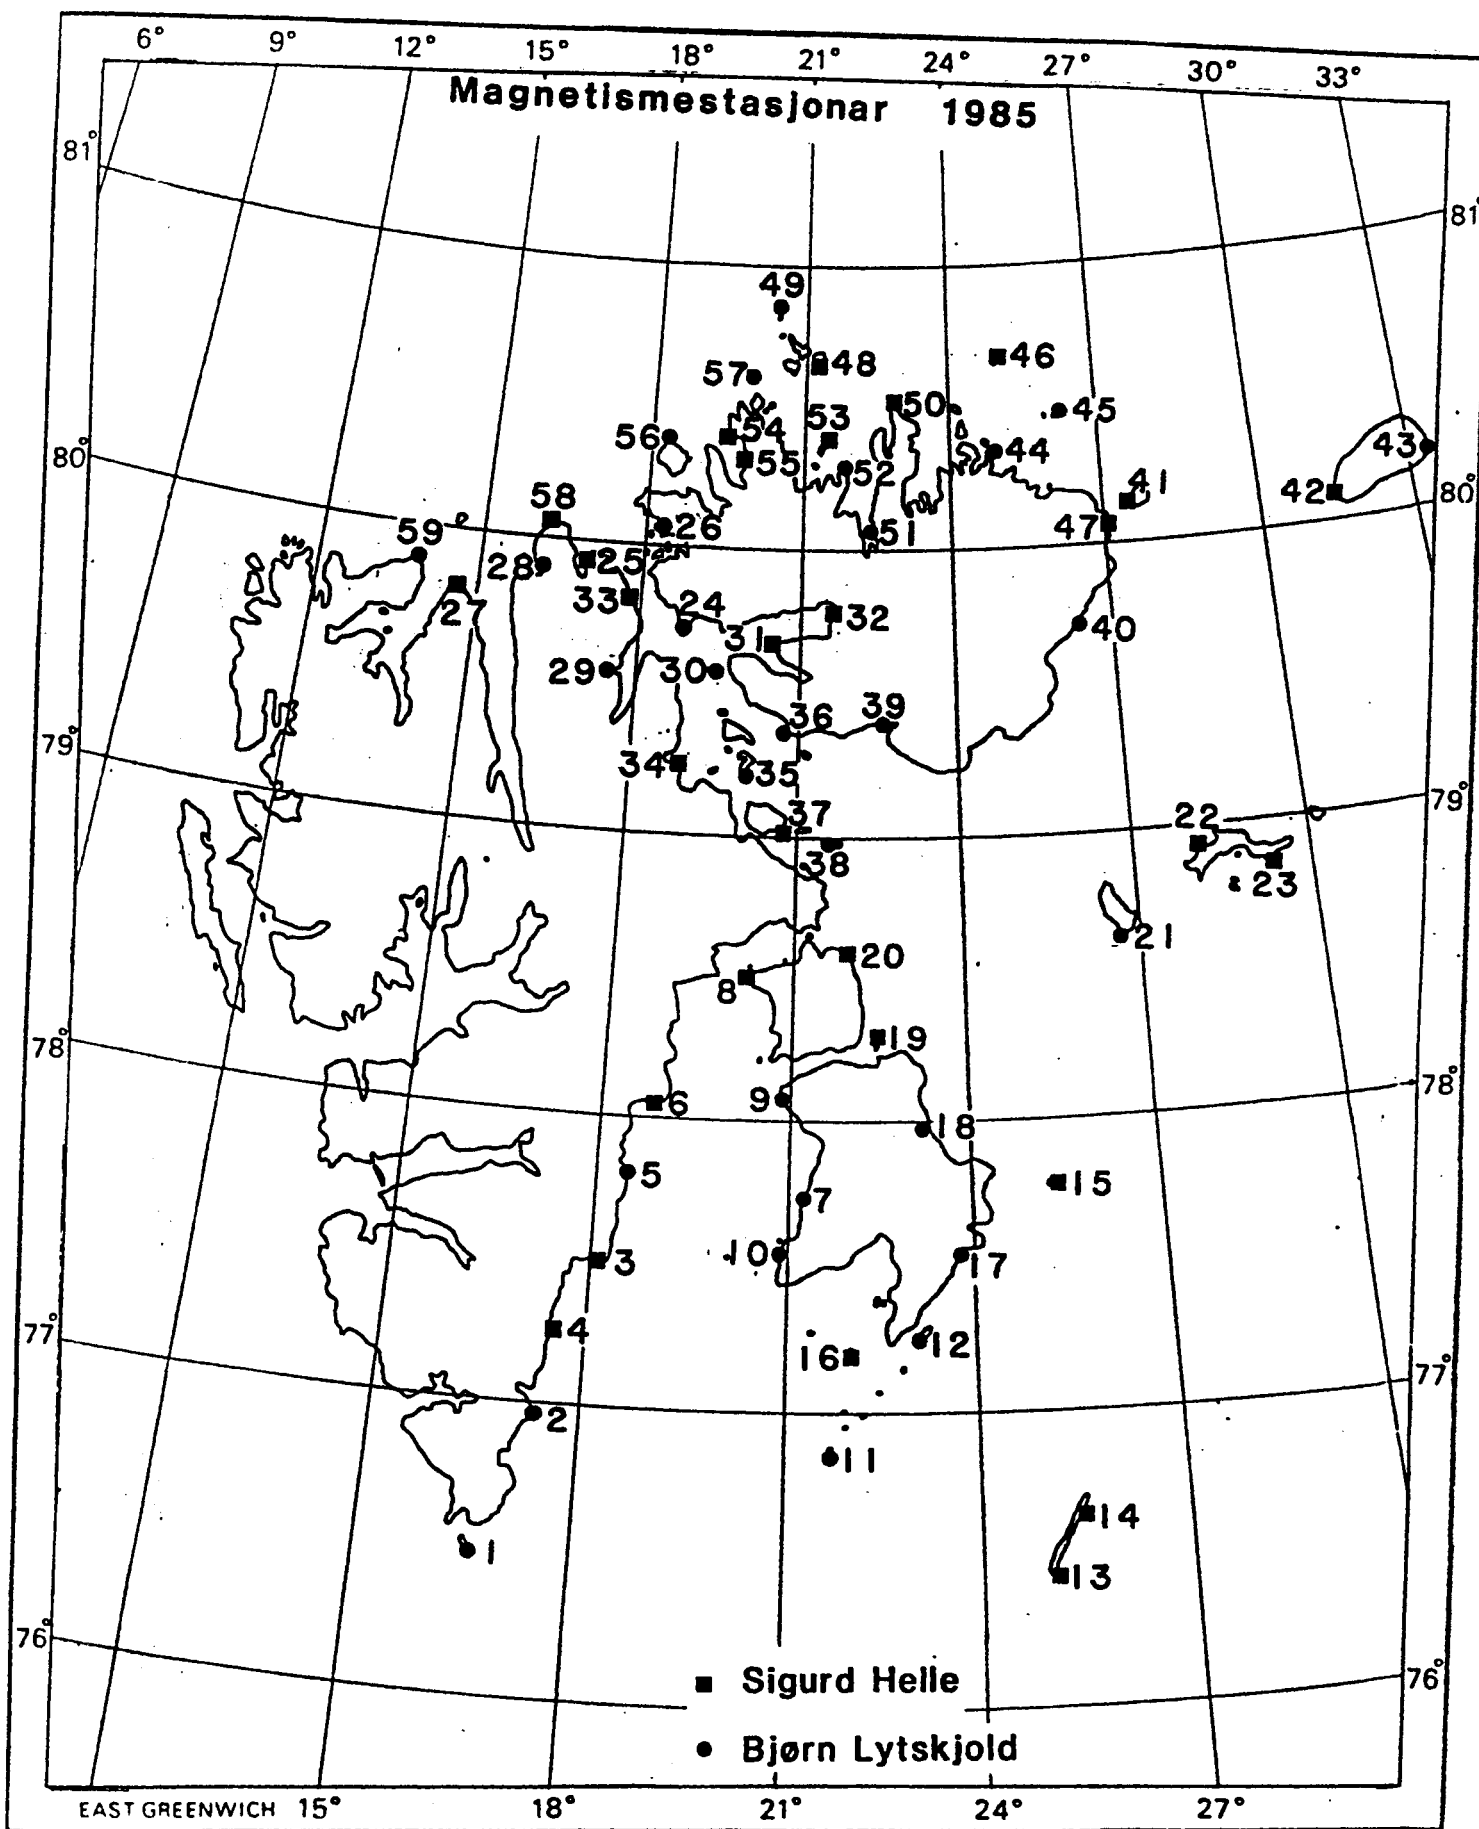 6° 9° 12° 15° 18° 21° 24° 27° 30° 33°
Magnetismestasjonar 1985
81°
81°
49
57 48 46
50 45
56 54 53
55 52 44 43
80°
58 41 42 80°
59 26 51 47
28 25
27 33 24 32
31 40
29 30
36 39
79° 34 35
37 79°
38 22
23
21
20
8
19
78°
6 9 78°
18
5 15
7
10 17
3
77° 4 12
16 77°
2
11
14
1
13
76°
Sigurd Helle 76°
Bjørn Lytskjold
EAST GREENWICH 15° 18° 21° 24° 27°